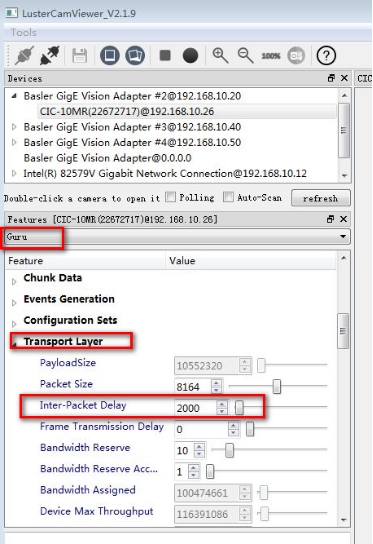 LusterCamViewer_V2.1.9
Tools
100%
CIC
Devices
Basler GigE Vision Adapter #2@192.168.10.20
CIC-10MR(22672717)@192.168.10.26
Basler GigE Vision Adapter #3@192.168.10.40
Basler GigE Vision Adapter #4@192.168.10.50
Basler GigE Vision Adapter@0.0.0.0
Intel(R) 82579V Gigabit Network Connection@192.168.10.12
Double-click a camera to open it Polling Auto-Scan refresh
Features [CIC-10MR(22672717)@192.168.10.26]
Guru
Feature Value
Chunk Data
Events Generation
Configuration Sets
Transport Layer
PayloadSize 10552320
Packet Size 8164
Inter-Packet Delay 2000
Frame Transmission Delay 0
Bandwidth Reserve 10
Bandwidth Reserve Acc... 1
Bandwidth Assigned 100474661
Device Max Throughput 116391086